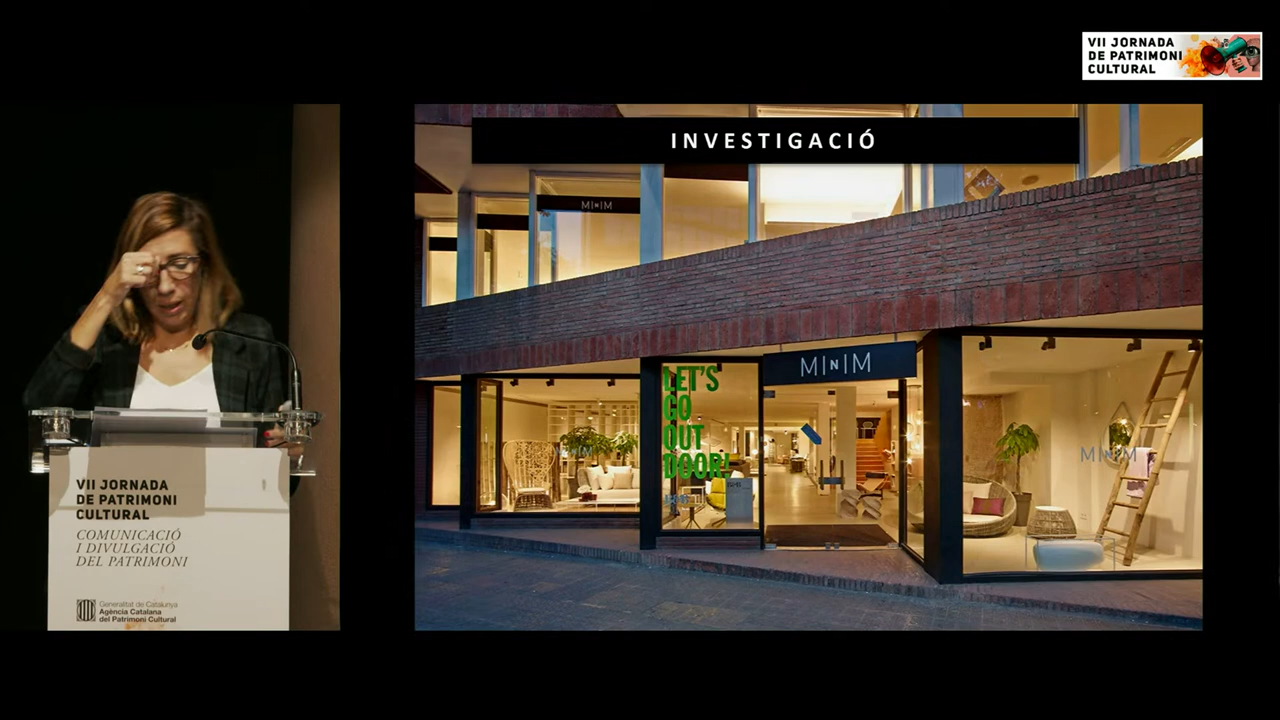 VII JORNADA
DE PATRIMONI
CULTURAL
INVESTIGACIÓ
MINIM
MINIM
LET'S
GO
OUT
DOOR!
MINIM
VII JORNADA
DE PATRIMONI
CULTURAL
COMUNICACIÓ
I DIVULGACIÓ
DEL PATRIMONI
Generalitat de Catalunya
Agència Catalana
del Patrimoni Cultural